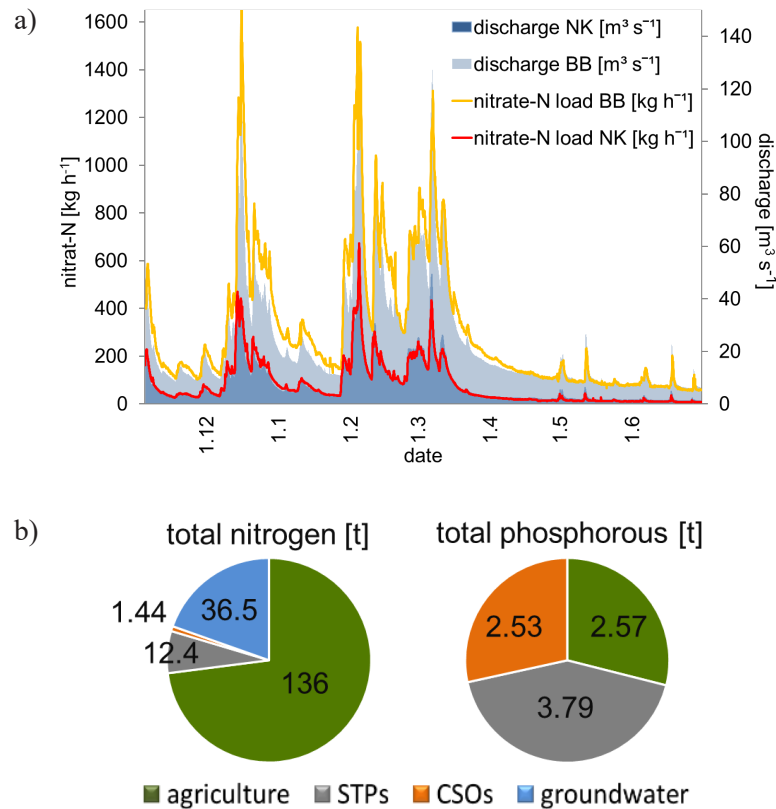 a)
discharge NK [m³ s⁻¹]
discharge BB [m³ s⁻¹]
nitrate-N load BB [kg h⁻¹]
nitrate-N load NK [kg h⁻¹]
nitrat-N [kg h⁻¹]
1600
1400
1200
1000
800
600
400
200
0
discharge [m³ s⁻¹]
140
120
100
80
60
40
20
0
1.12 1.1 1.2 1.3 1.4 1.5 1.6
date
b)
total nitrogen [t]
total phosphorous [t]
1.44
36.5
12.4
136
2.53
2.57
3.79
agriculture STPs CSOs groundwater